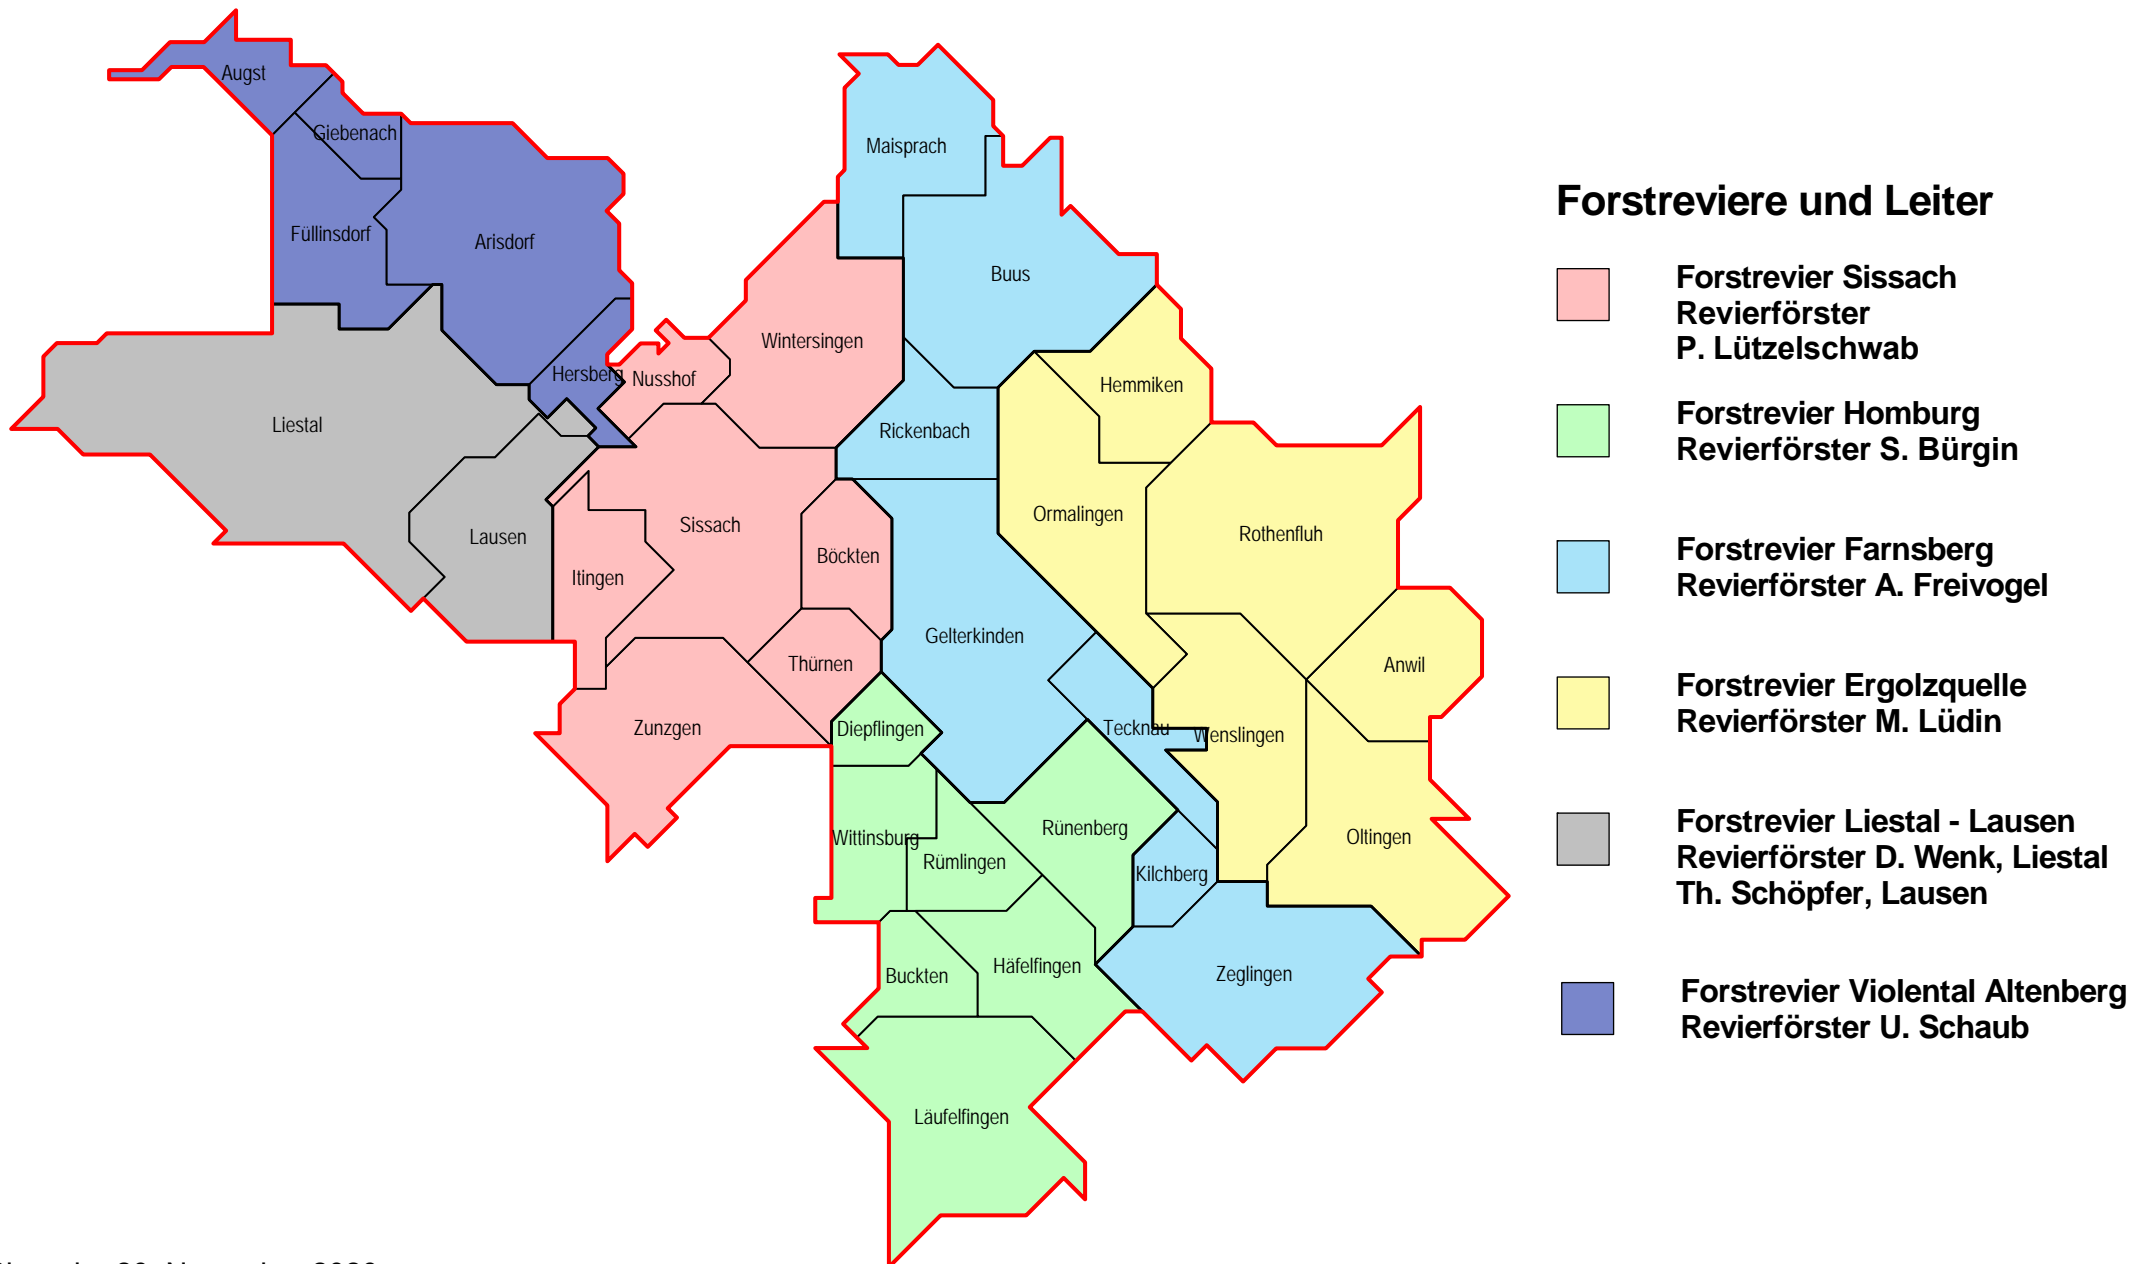 Augst
Giebenach
Füllinsdorf
Arisdorf
Hersberg
Nusshof
Wintersingen
Maisprach
Buus
Liestal
Lausen
Itingen
Sissach
Böckten
Thürnen
Zunzgen
Rickenbach
Hemmiken
Ormalingen
Rothenfluh
Gelterkinden
Anwil
Diepflingen
Tecknau
Wenslingen
Wittinsburg
Rümlingen
Rünenberg
Kilchberg
Oltingen
Buckten
Häfelfingen
Zeglingen
Läufelfingen
Forstreviere und Leiter
Forstrevier Sissach
Revierförster
P. Lützelschwab
Forstrevier Homburg
Revierförster S. Bürgin
Forstrevier Farnsberg
Revierförster A. Freivogel
Forstrevier Ergolzquelle
Revierförster M. Lüdin
Forstrevier Liestal - Lausen
Revierförster D. Wenk, Liestal
Th. Schöpfer, Lausen
Forstrevier Violental Altenberg
Revierförster U. Schaub